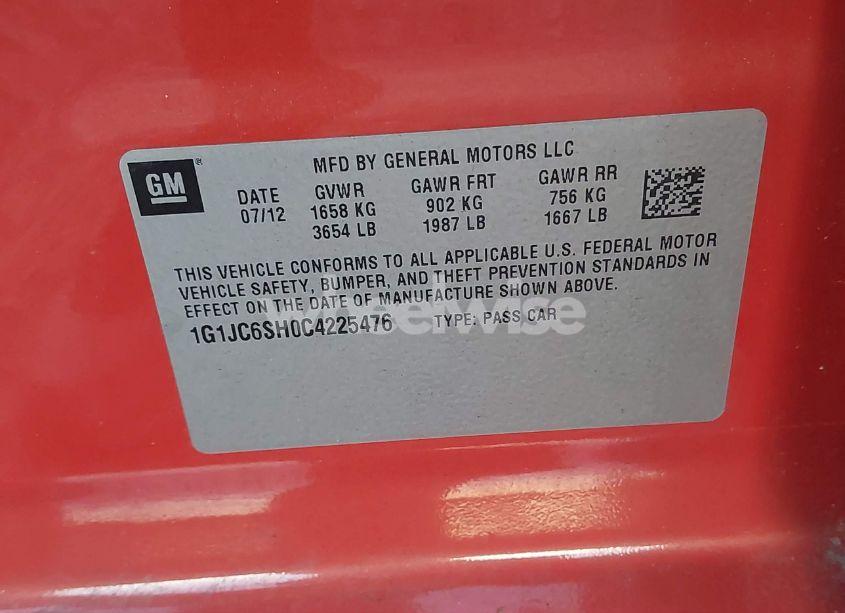 GM
MFD BY GENERAL MOTORS LLC
DATE GVWR GAWR FRT GAWR RR
07/12 1658 KG 902 KG 756 KG
3654 LB 1987 LB 1667 LB
THIS VEHICLE CONFORMS TO ALL APPLICABLE U.S. FEDERAL MOTOR
VEHICLE SAFETY, BUMPER, AND THEFT PREVENTION STANDARDS IN
EFFECT ON THE DATE OF MANUFACTURE SHOWN ABOVE.
1G1JC6SH0C4225476 TYPE: PASS CAR
wheelwise